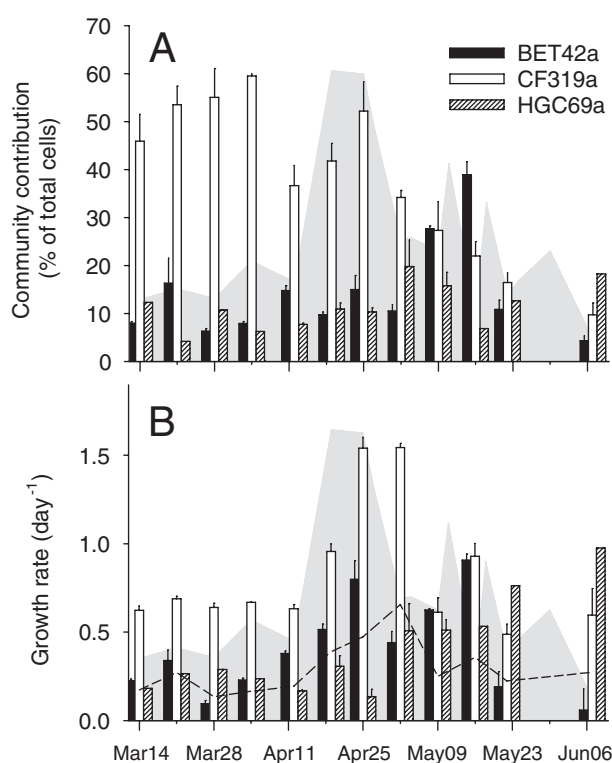 A
BET42a
CF319a
HGC69a
Community contribution
(% of total cells)
70
60
50
40
30
20
10
0
B
Growth rate (day⁻¹)
1.5
1.0
0.5
0.0
Mar14 Mar28 Apr11 Apr25 May09 May23 Jun06